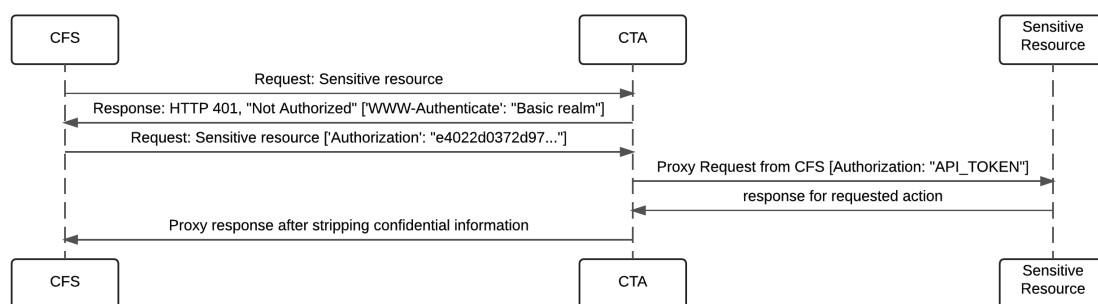 CFS
CTA
Sensitive
Resource
Request: Sensitive resource
Response: HTTP 401, "Not Authorized" ['WWW-Authenticate': "Basic realm"]
Request: Sensitive resource ['Authorization': "e4022d0372d97..."]
Proxy Request from CFS [Authorization: "API_TOKEN"]
response for requested action
Proxy response after stripping confidential information
CFS
CTA
Sensitive
Resource